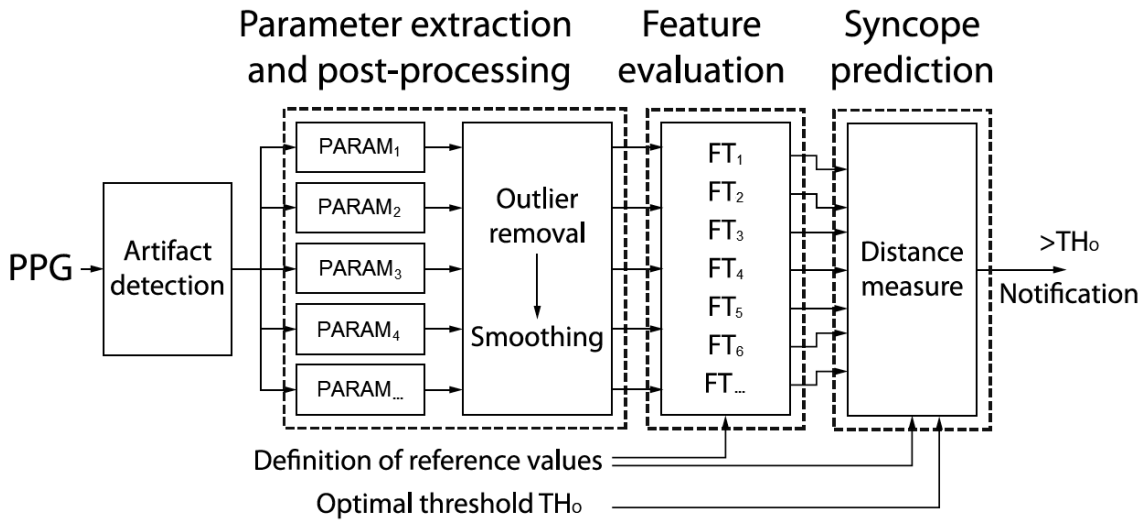 Parameter extraction
and post-processing
Feature
evaluation
Syncope
prediction
PPG
Artifact
detection
PARAM₁
PARAM₂
PARAM₃
PARAM₄
PARAM...
Outlier
removal
Smoothing
FT₁
FT₂
FT₃
FT₄
FT₅
FT₆
FT...
Distance
measure
>THₒ
Notification
Definition of reference values
Optimal threshold THₒ